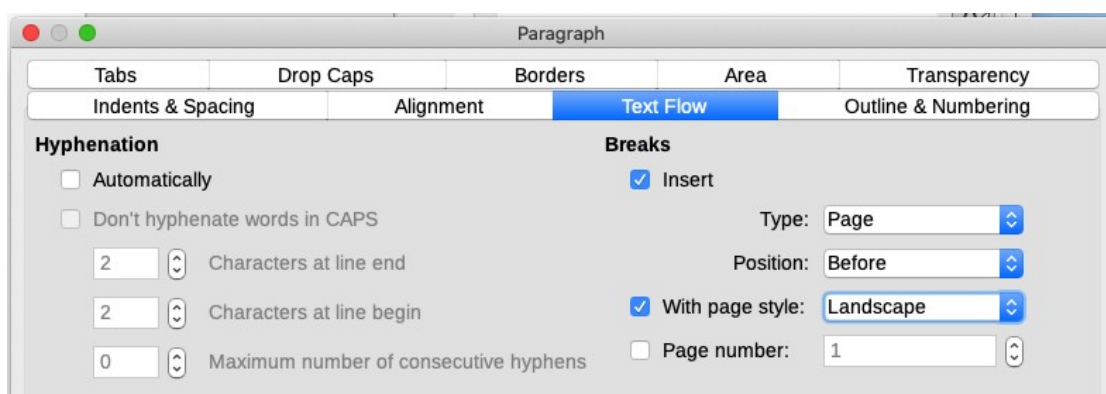 Paragraph
Tabs Drop Caps Borders Area Transparency
Indents & Spacing Alignment Text Flow Outline & Numbering
Hyphenation
Automatically
Don't hyphenate words in CAPS
2 Characters at line end
2 Characters at line begin
0 Maximum number of consecutive hyphens
Breaks
Insert
Type: Page
Position: Before
With page style: Landscape
Page number: 1